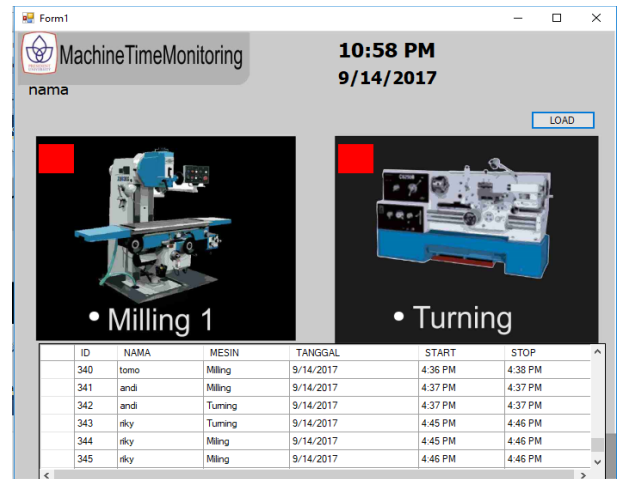 Form1
MachineTimeMonitoring
10:58 PM
9/14/2017
nama
LOAD
• Milling 1
• Turning
ID NAMA MESIN TANGGAL START STOP
340 tomo Milling 9/14/2017 4:36 PM 4:38 PM
341 andi Milling 9/14/2017 4:37 PM 4:37 PM
342 andi Turning 9/14/2017 4:37 PM 4:37 PM
343 riky Turning 9/14/2017 4:45 PM 4:46 PM
344 riky Miling 9/14/2017 4:45 PM 4:46 PM
345 riky Miling 9/14/2017 4:46 PM 4:46 PM